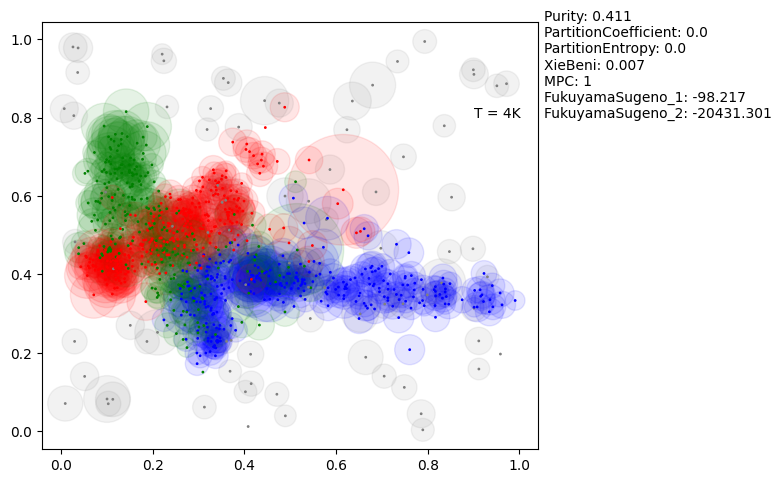 Purity: 0.411
PartitionCoefficient: 0.0
PartitionEntropy: 0.0
XieBeni: 0.007
MPC: 1
FukuyamaSugeno_1: -98.217
FukuyamaSugeno_2: -20431.301
T = 4K
1.0
0.8
0.6
0.4
0.2
0.0
0.0 0.2 0.4 0.6 0.8 1.0